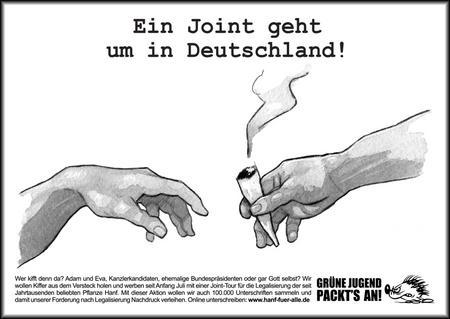 Ein Joint geht
um in Deutschland!
Wer kifft denn da? Adam und Eva, Kanzlerkandidaten, ehemalige Bundespräsidenten oder gar Gott selbst? Wir
wollen Kiffer aus dem Versteck holen und werben seit Anfang Juli mit einer Joint-Tour für die Legalisierung der seit
Jahrtausenden beliebten Pflanze Hanf. Mit dieser Aktion wollen wir auch 100.000 Unterschriften sammeln und
damit unserer Forderung nach Legalisierung Nachdruck verleihen. Online unterschreiben: www.hanf-fuer-alle.de
GRÜNE JUGEND
PACKT'S AN!